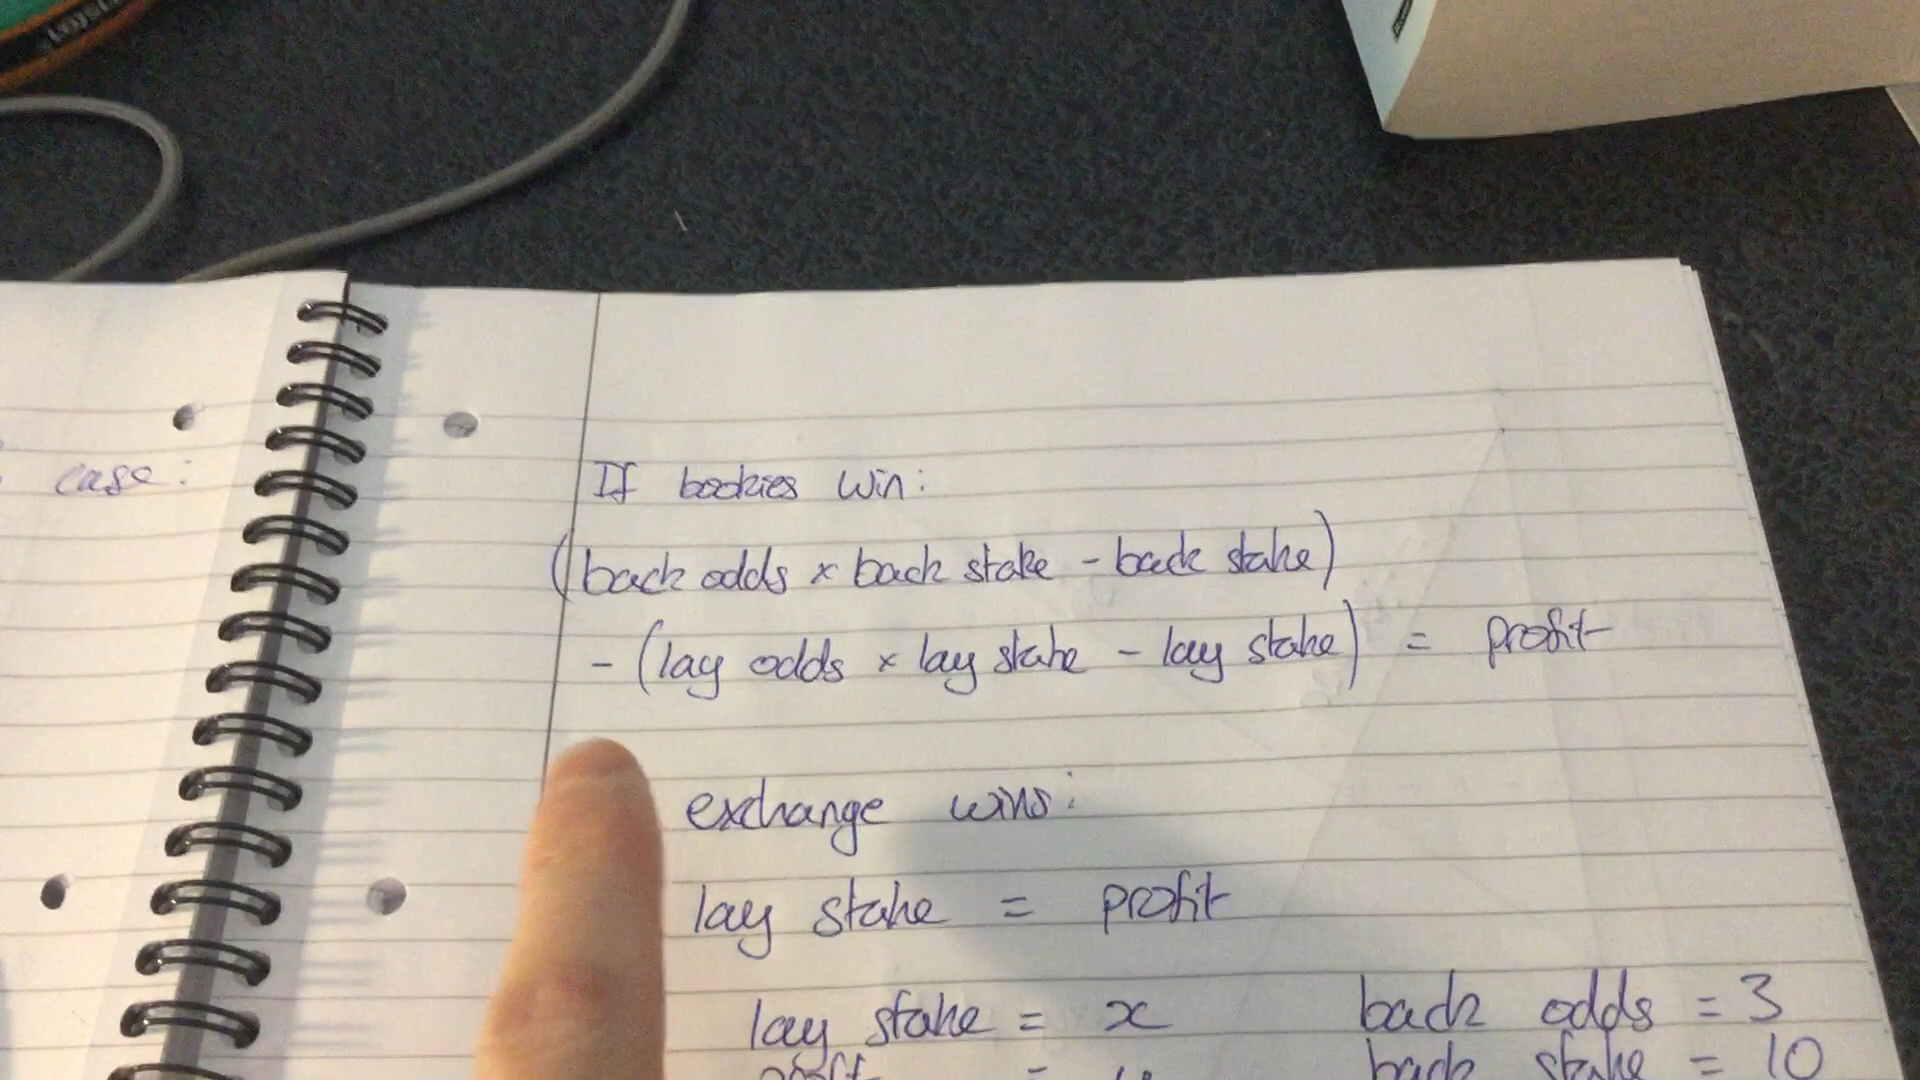 case:
If bookies win:
(back odds × back stake - back stake)
- (lay odds × lay stake - lay stake) = profit
exchange wins:
lay stake = profit
lay stake = x
back odds = 3
back stake = 10